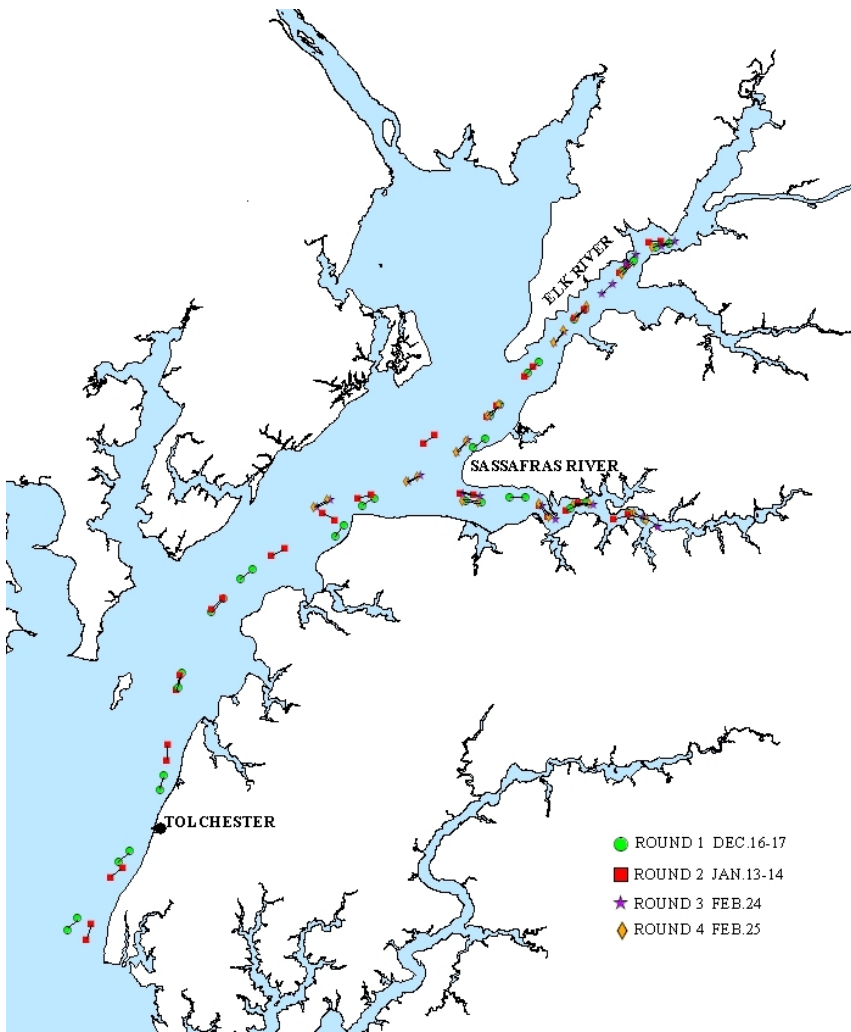 ELK RIVER
SASSAFRAS RIVER
TOLCHESTER
ROUND 1 DEC.16-17
ROUND 2 JAN.13-14
ROUND 3 FEB.24
ROUND 4 FEB.25